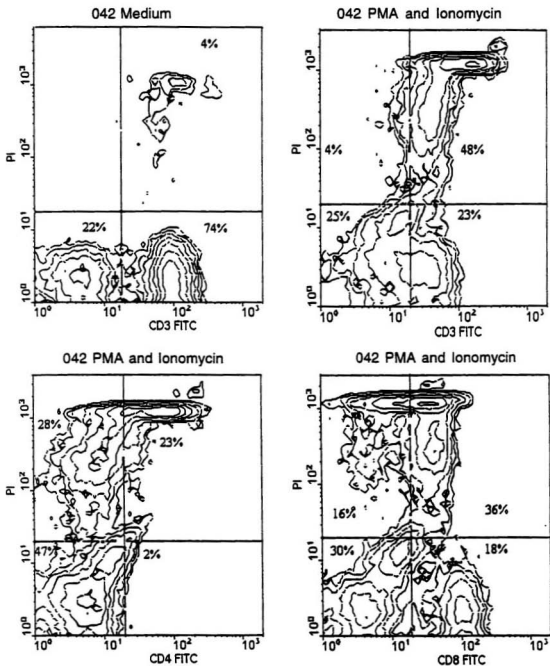 042 Medium
4%
PI
10³
10²
10¹
10⁰
22%
74%
10⁰ 10¹ 10² 10³
CD3 FITC
042 PMA and Ionomycin
PI
10³
10²
10¹
10⁰
4%
48%
25%
23%
10⁰ 10¹ 10² 10³
CD3 FITC
042 PMA and Ionomycin
PI
10³
10²
10¹
10⁰
28%
23%
47%
2%
10⁰ 10¹ 10² 10³
CD4 FITC
042 PMA and Ionomycin
PI
10³
10²
10¹
10⁰
16%
36%
30%
18%
10⁰ 10¹ 10² 10³
CD8 FITC